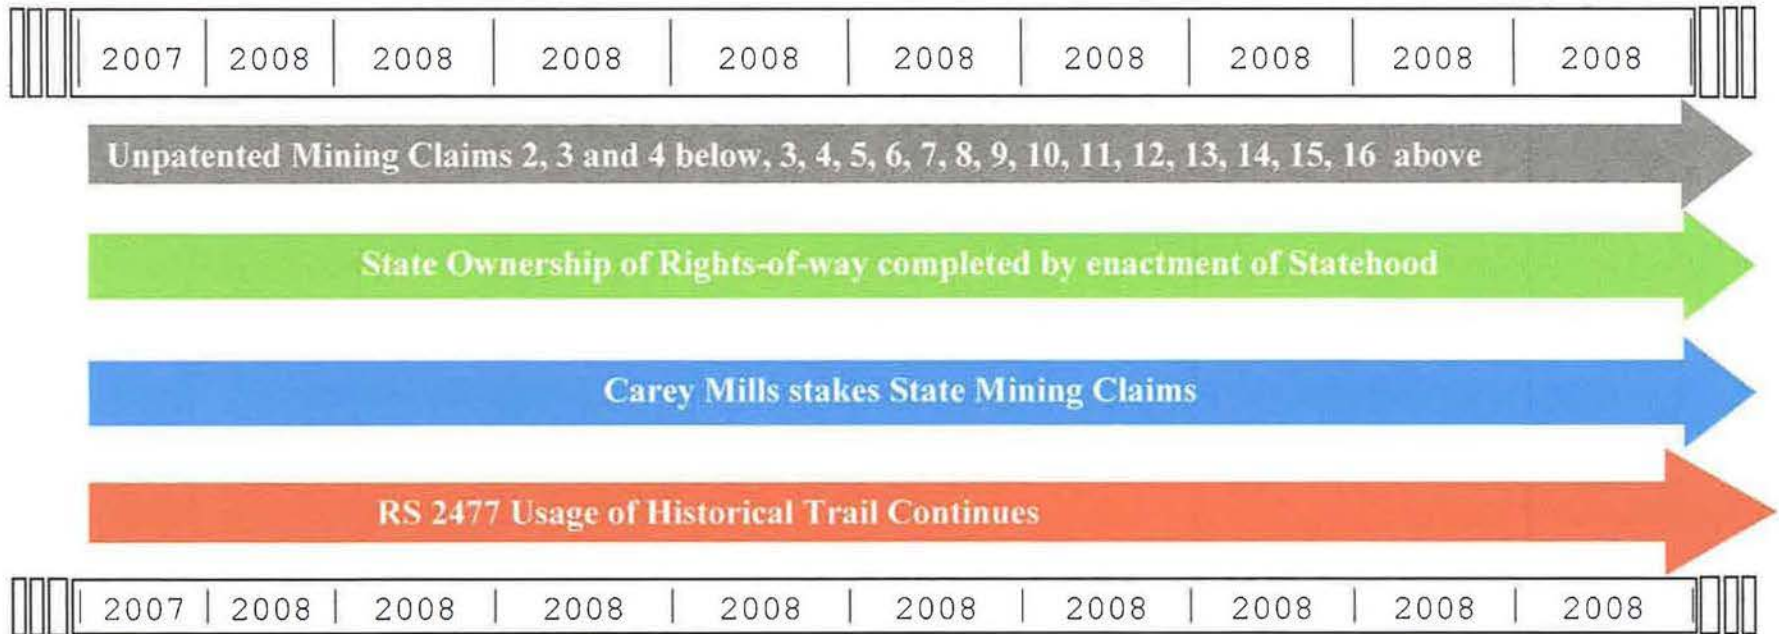 2007 2008 2008 2008 2008 2008 2008 2008 2008 2008
Unpatented Mining Claims 2, 3 and 4 below, 3, 4, 5, 6, 7, 8, 9, 10, 11, 12, 13, 14, 15, 16 above
State Ownership of Rights-of-way completed by enactment of Statehood
Carey Mills stakes State Mining Claims
RS 2477 Usage of Historical Trail Continues
2007 2008 2008 2008 2008 2008 2008 2008 2008 2008